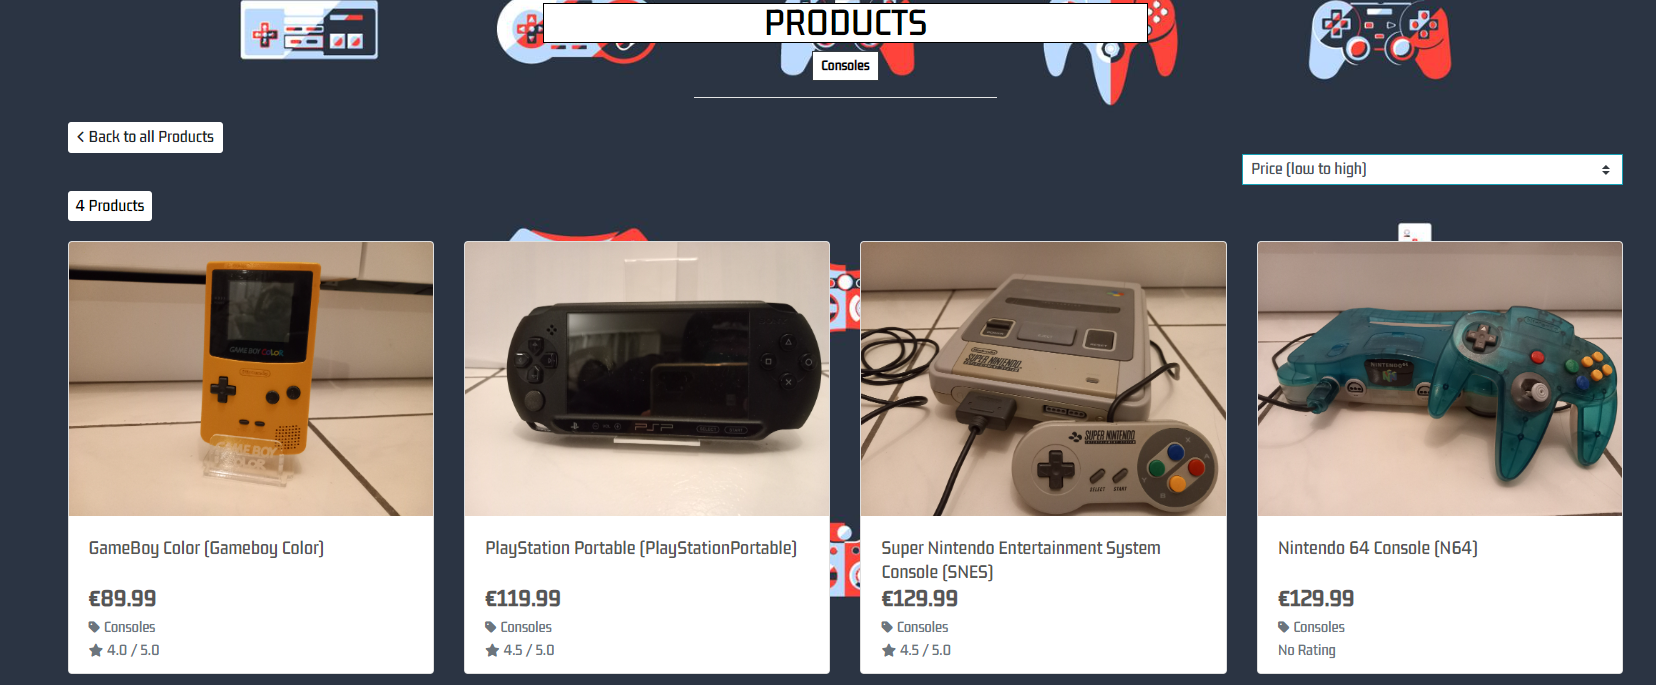 PRODUCTS
Consoles
Back to all Products
Price (low to high)
4 Products
GAME BOY COLOR
Nintendo
GAME BOY
COLOR
PSP
SELECT
START
Nintendo
SUPER NINTENDO
SUPER NINTENDO
SELECT
START
X
A
Y
B
NINTENDO 64
GameBoy Color (Gameboy Color)
€89.99
Consoles
4.0 / 5.0
PlayStation Portable (PlayStationPortable)
€119.99
Consoles
4.5 / 5.0
Super Nintendo Entertainment System
Console (SNES)
€129.99
Consoles
4.5 / 5.0
Nintendo 64 Console (N64)
€129.99
Consoles
No Rating